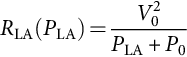 R_LA(P_LA) = V_0^2 / (P_LA + P_0)